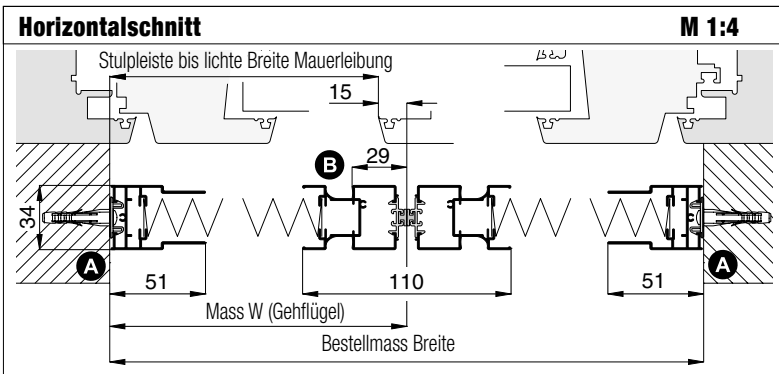 Horizontalschnitt M 1:4
Stulpleiste bis lichte Breite Mauerleibung
15
B 29
34
A A
51 110 51
Mass W (Gehflügel)
Bestellmass Breite